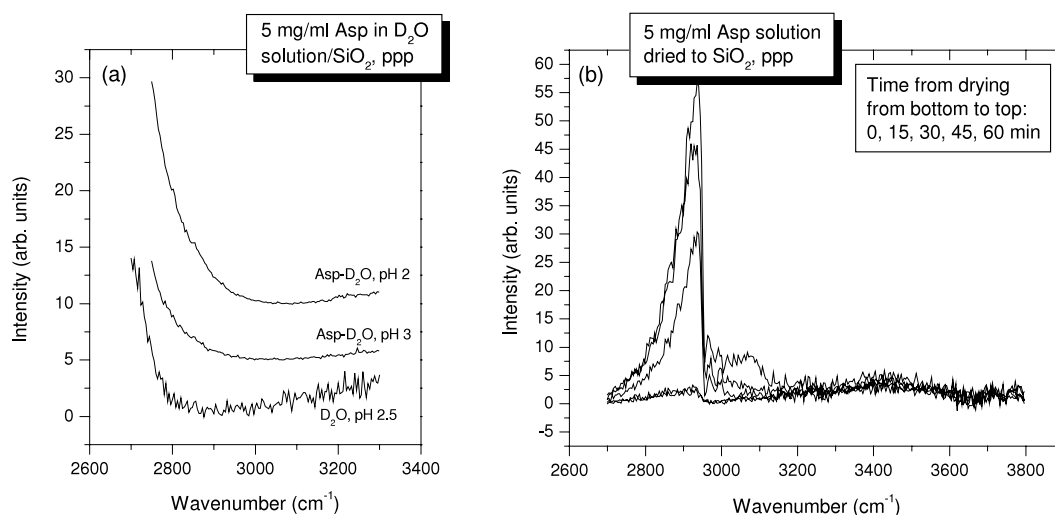 5 mg/ml Asp in D₂O
solution/SiO₂, ppp
(a)
30
25
20
15
10
5
0
Intensity (arb. units)
Asp-D₂O, pH 2
Asp-D₂O, pH 3
D₂O, pH 2.5
2600 2800 3000 3200 3400
Wavenumber (cm⁻¹)
5 mg/ml Asp solution
dried to SiO₂, ppp
(b)
Time from drying
from bottom to top:
0, 15, 30, 45, 60 min
60
55
50
45
40
35
30
25
20
15
10
5
0
-5
Intensity (arb. units)
2600 2800 3000 3200 3400 3600 3800
Wavenumber (cm⁻¹)